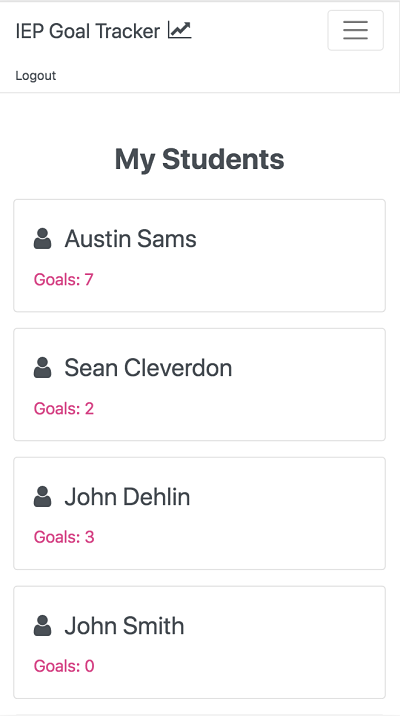 IEP Goal Tracker
Logout
My Students
Austin Sams
Goals: 7
Sean Cleverdon
Goals: 2
John Dehlin
Goals: 3
John Smith
Goals: 0